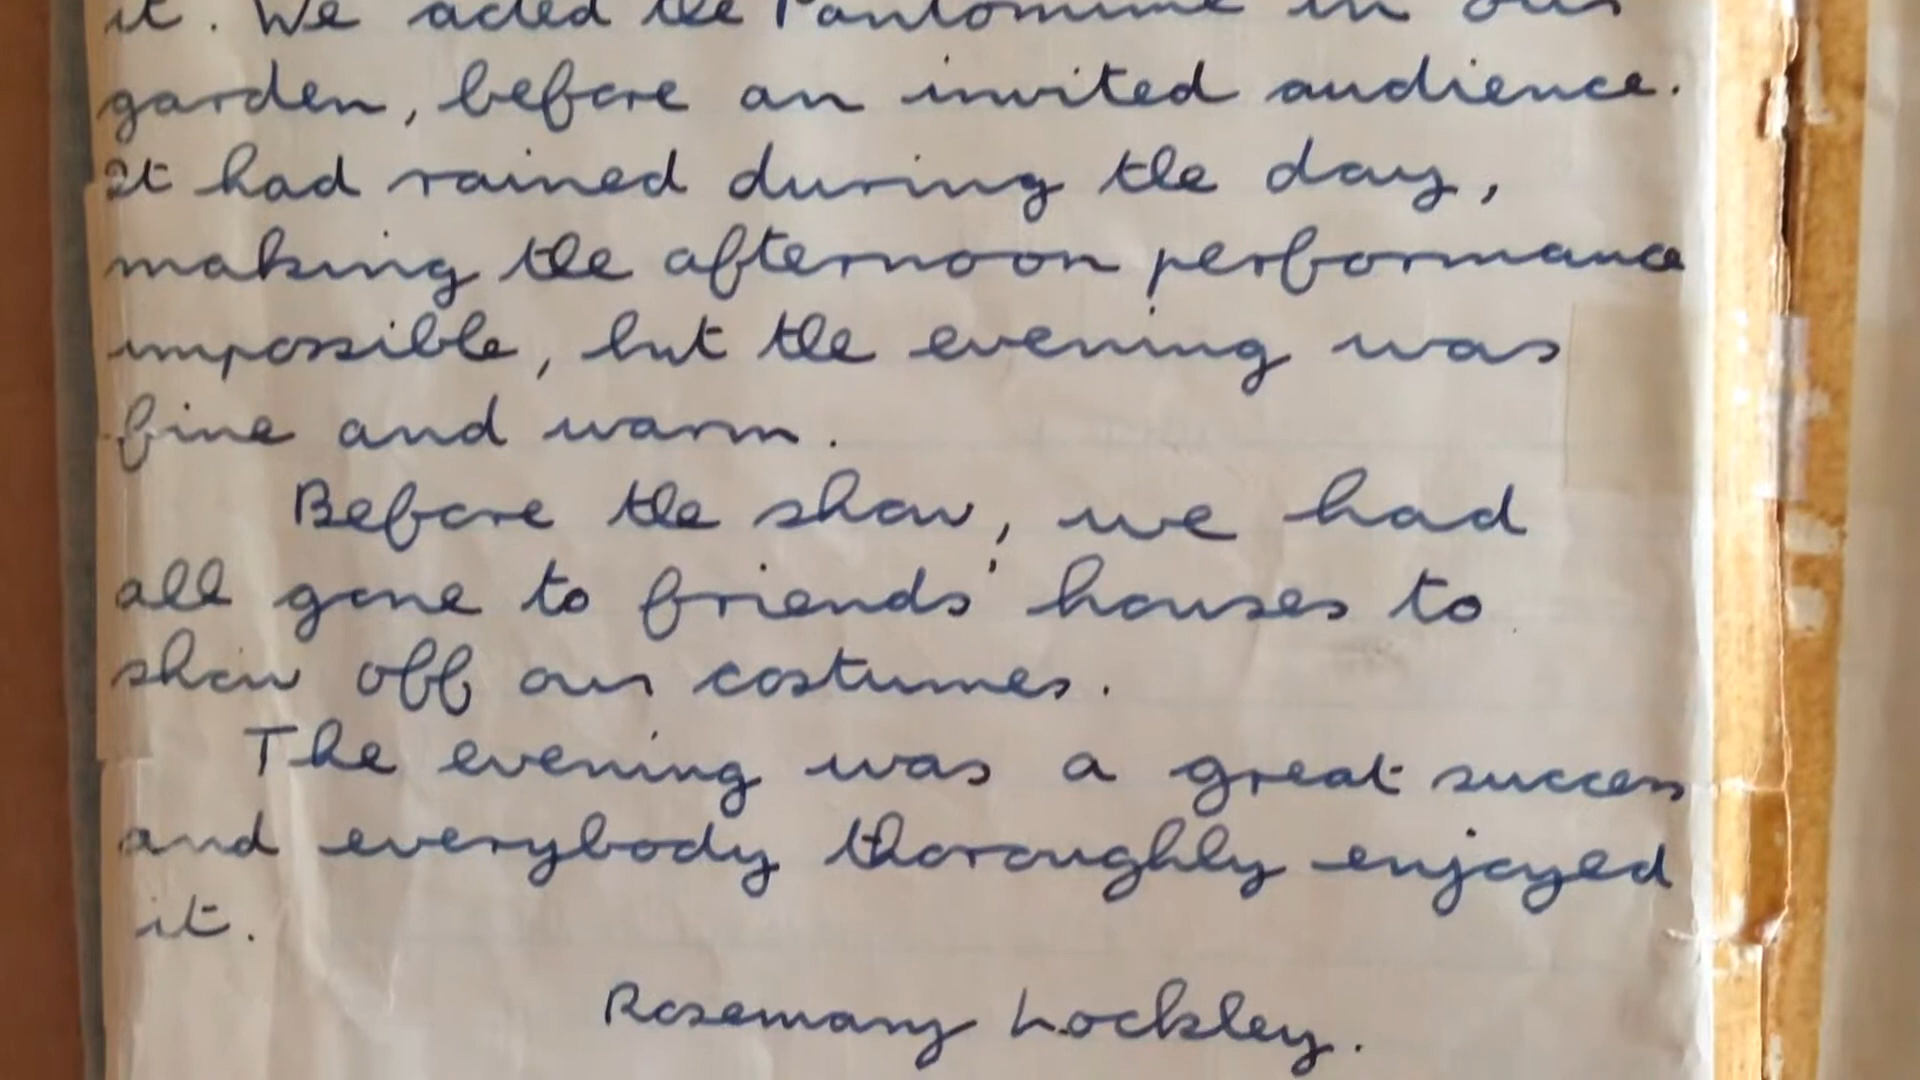 it. We acted the Pantomime in our
garden, before an invited audience.
It had rained during the day,
making the afternoon performance
impossible, but the evening was
fine and warm.
Before the show, we had
all gone to friends' houses to
show off our costumes.
The evening was a great success
and everybody thoroughly enjoyed
it.
Rosemary Lockley.